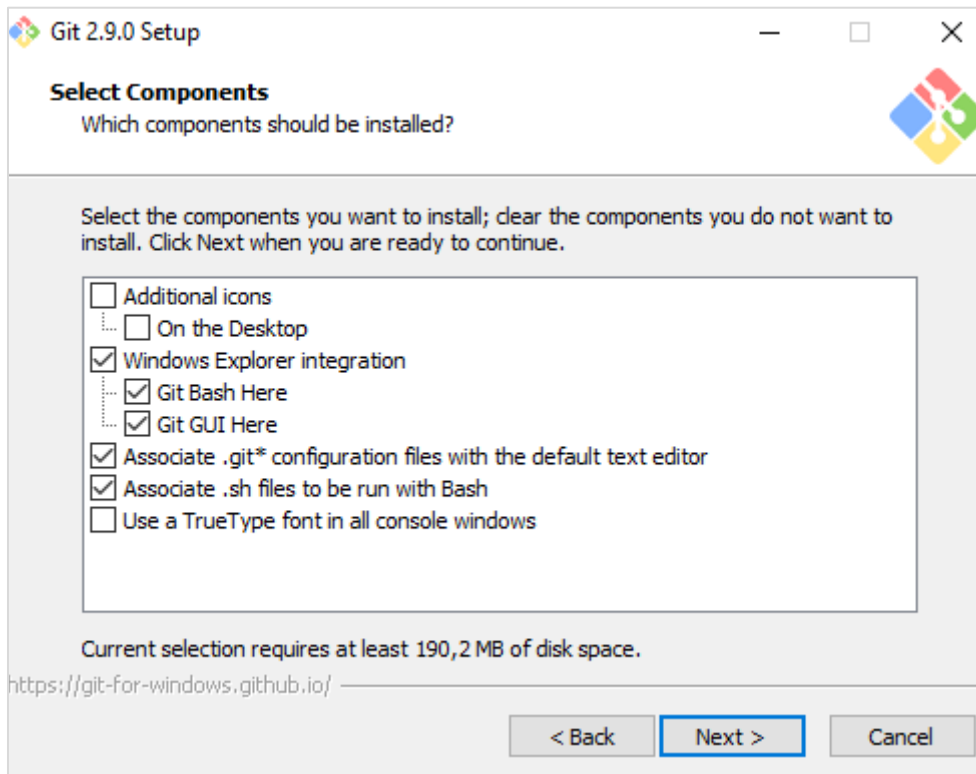 Git 2.9.0 Setup
Select Components
Which components should be installed?
Select the components you want to install; clear the components you do not want to
install. Click Next when you are ready to continue.
Additional icons
On the Desktop
Windows Explorer integration
Git Bash Here
Git GUI Here
Associate .git* configuration files with the default text editor
Associate .sh files to be run with Bash
Use a TrueType font in all console windows
Current selection requires at least 190,2 MB of disk space.
https://git-for-windows.github.io/
< Back
Next >
Cancel